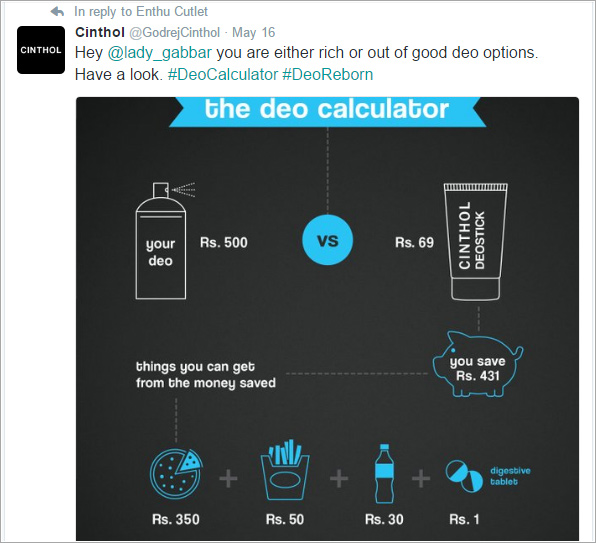 In reply to Enthu Cutlet
Cinthol @GodrejCinthol · May 16
CINTHOL
Hey @lady_gabbar you are either rich or out of good deo options.
Have a look. #DeoCalculator #DeoReborn
the deo calculator
your
deo
Rs. 500
vs
Rs. 69
CINTHOL
DEOSTICK
you save
Rs. 431
things you can get
from the money saved
+
+
+
digestive
tablet
Rs. 350
Rs. 50
Rs. 30
Rs. 1